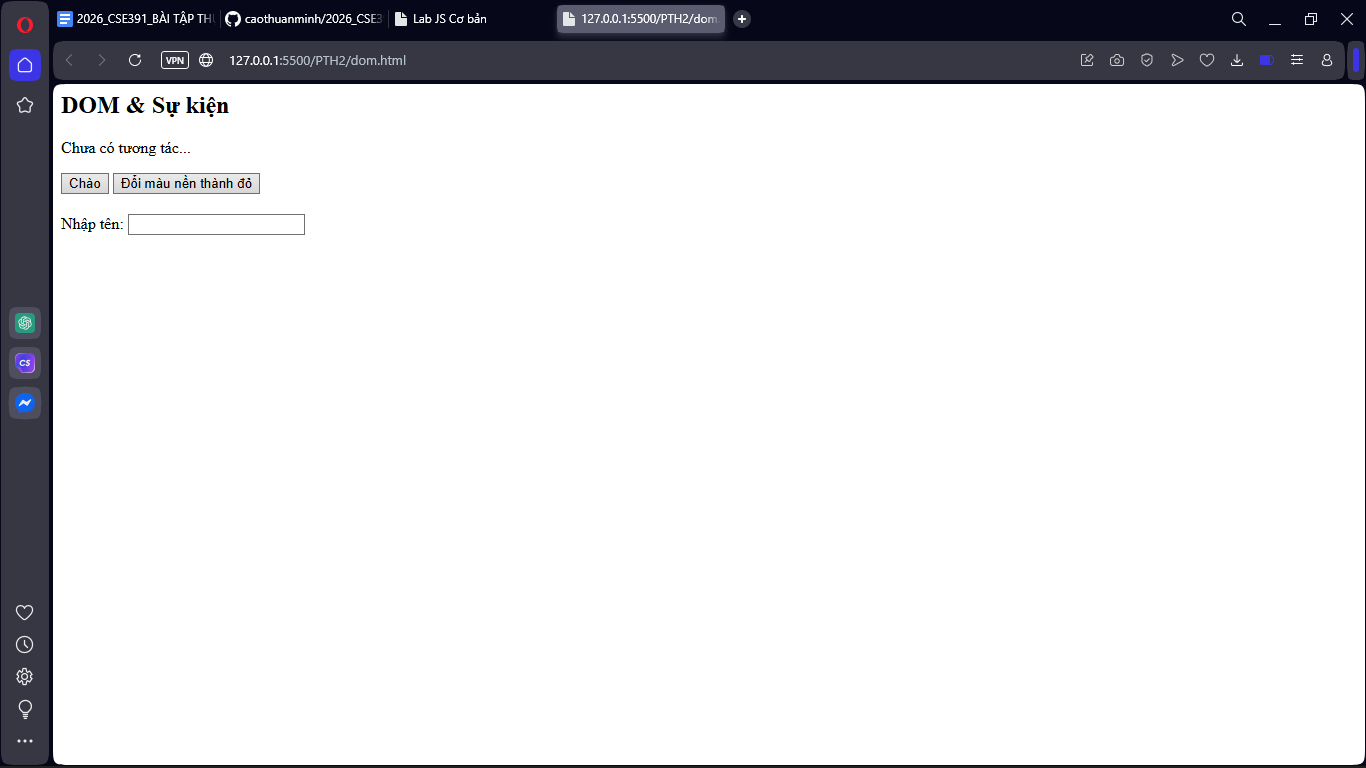 2026_CSE391_BÀI TẬP TH
caothuanminh/2026_CSE3
Lab JS Cơ bản
127.0.0.1:5500/PTH2/dom.
VPN
127.0.0.1:5500/PTH2/dom.html
DOM & Sự kiện
Chưa có tương tác...
Chào
Đổi màu nền thành đỏ
Nhập tên:
CS